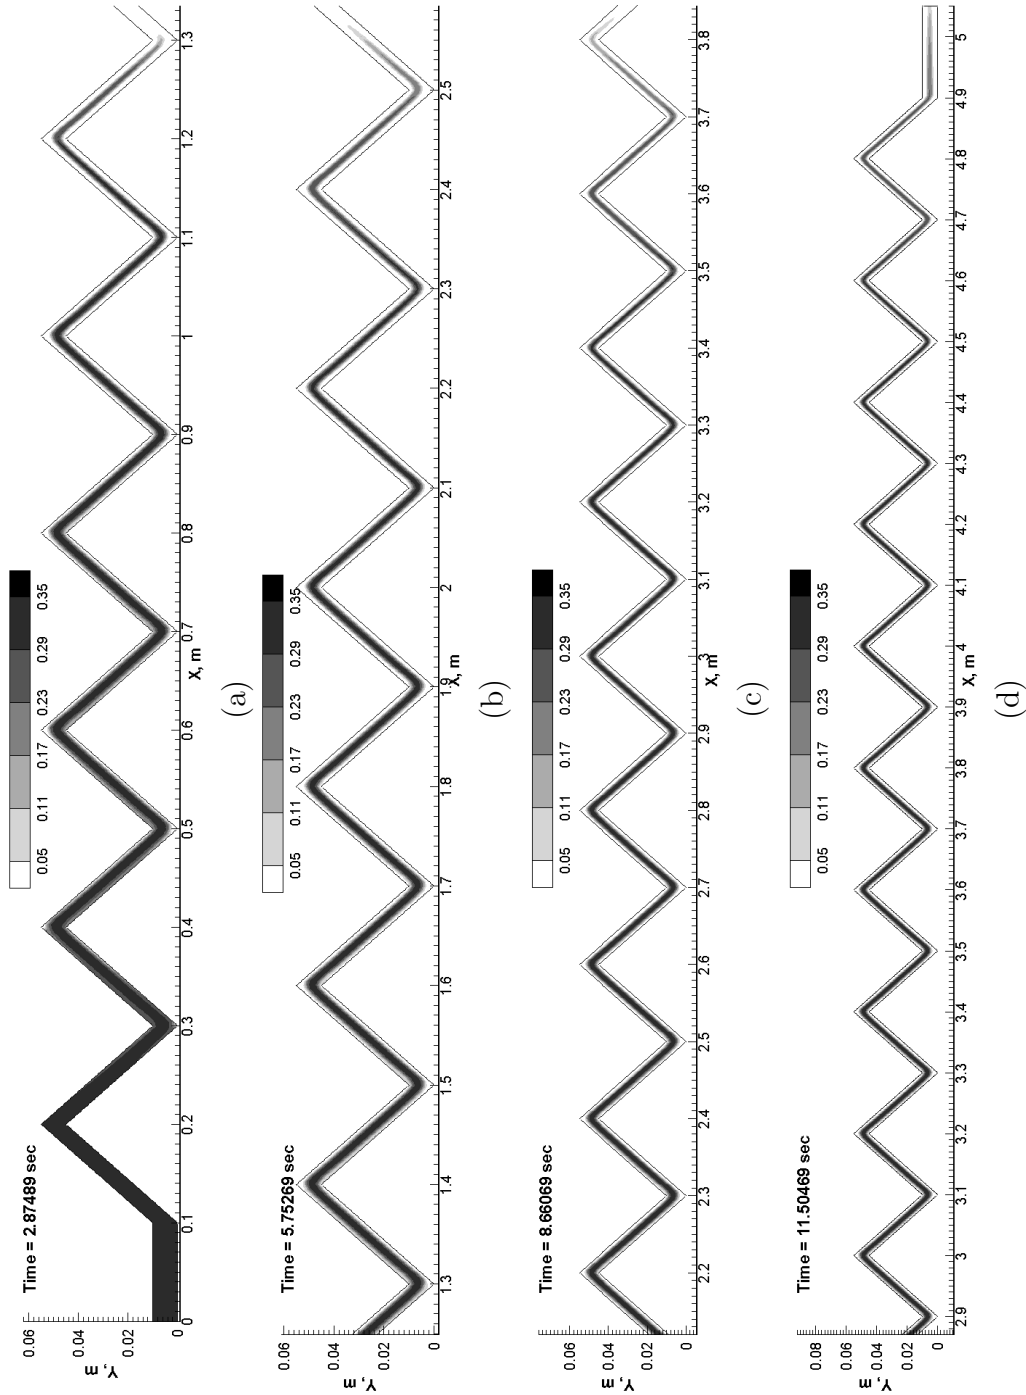 Time = 2.87489 sec
0.05 0.11 0.17 0.23 0.29 0.35
Y, m
0.06
0.04
0.02
0
0 0.1 0.2 0.3 0.4 0.5 0.6 0.7 0.8 0.9 1 1.1 1.2 1.3
X, m
(a)
Time = 5.75269 sec
0.05 0.11 0.17 0.23 0.29 0.35
Y, m
0.06
0.04
0.02
0
1.3 1.4 1.5 1.6 1.7 1.8 1.9 2 2.1 2.2 2.3 2.4 2.5
X, m
(b)
Time = 8.66069 sec
0.05 0.11 0.17 0.23 0.29 0.35
Y, m
0.06
0.04
0.02
0
2.2 2.3 2.4 2.5 2.6 2.7 2.8 2.9 3 3.1 3.2 3.3 3.4 3.5 3.6 3.7 3.8
X, m
(c)
Time = 11.50469 sec
0.05 0.11 0.17 0.23 0.29 0.35
Y, m
0.08
0.06
0.04
0.02
0
2.9 3 3.1 3.2 3.3 3.4 3.5 3.6 3.7 3.8 3.9 4 4.1 4.2 4.3 4.4 4.5 4.6 4.7 4.8 4.9 5
X, m
(d)